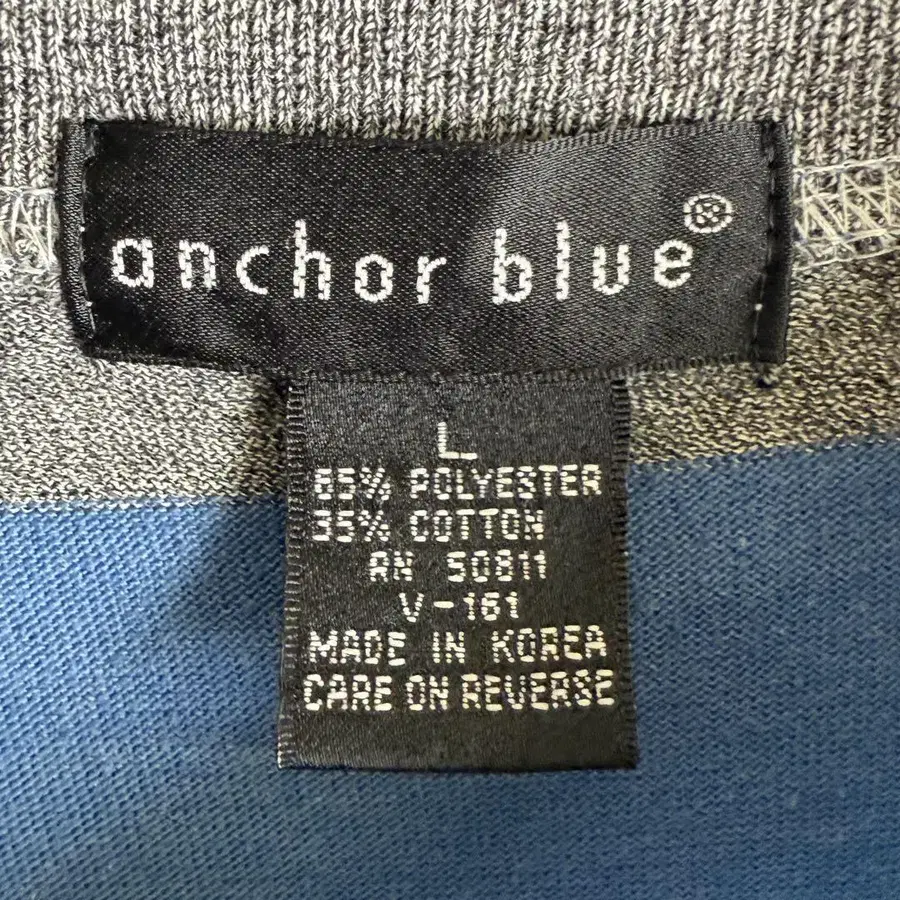 anchor blue®
L
65% POLYESTER
35% COTTON
RN 50811
V-161
MADE IN KOREA
CARE ON REVERSE